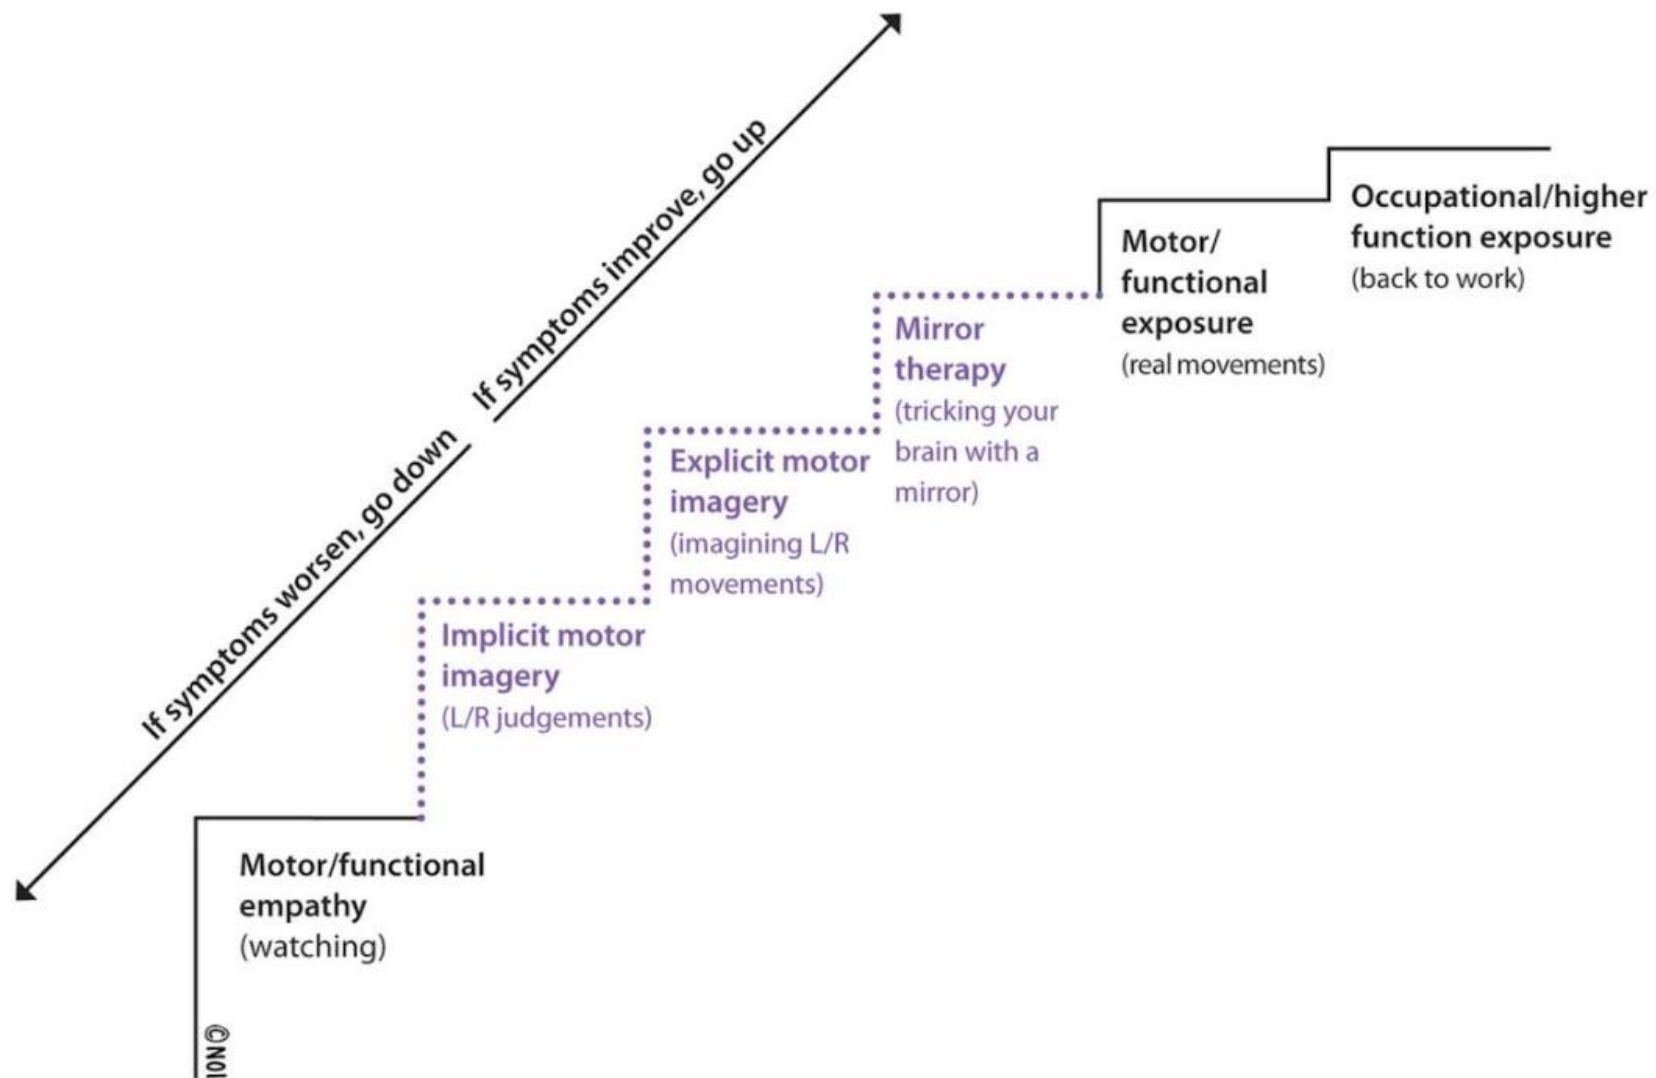 If symptoms worsen, go down
If symptoms improve, go up
Motor/functional
empathy
(watching)
Implicit motor
imagery
(L/R judgements)
Explicit motor
imagery
(imagining L/R
movements)
Mirror
therapy
(tricking your
brain with a
mirror)
Motor/
functional
exposure
(real movements)
Occupational/higher
function exposure
(back to work)